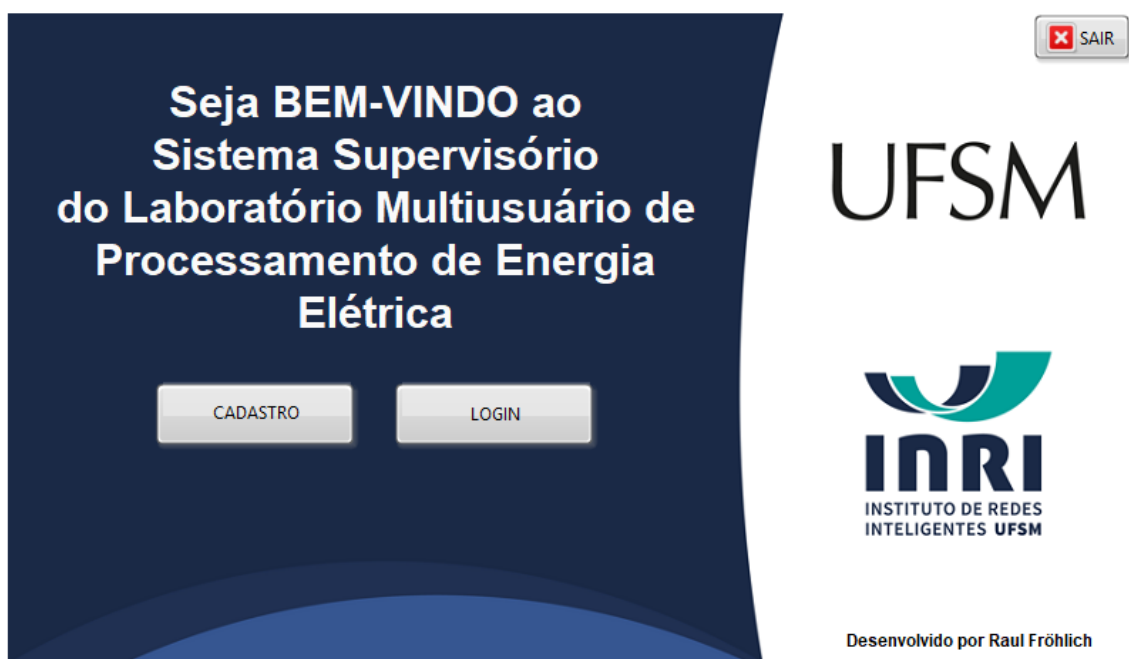 SAIR
Seja BEM-VINDO ao
Sistema Supervisório
do Laboratório Multiusuário de
Processamento de Energia
Elétrica
CADASTRO
LOGIN
UFSM
INRI
INSTITUTO DE REDES
INTELIGENTES UFSM
Desenvolvido por Raul Fröhlich